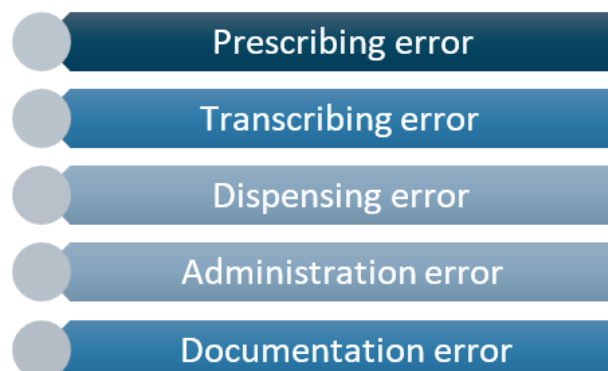 Prescribing error
Transcribing error
Dispensing error
Administration error
Documentation error